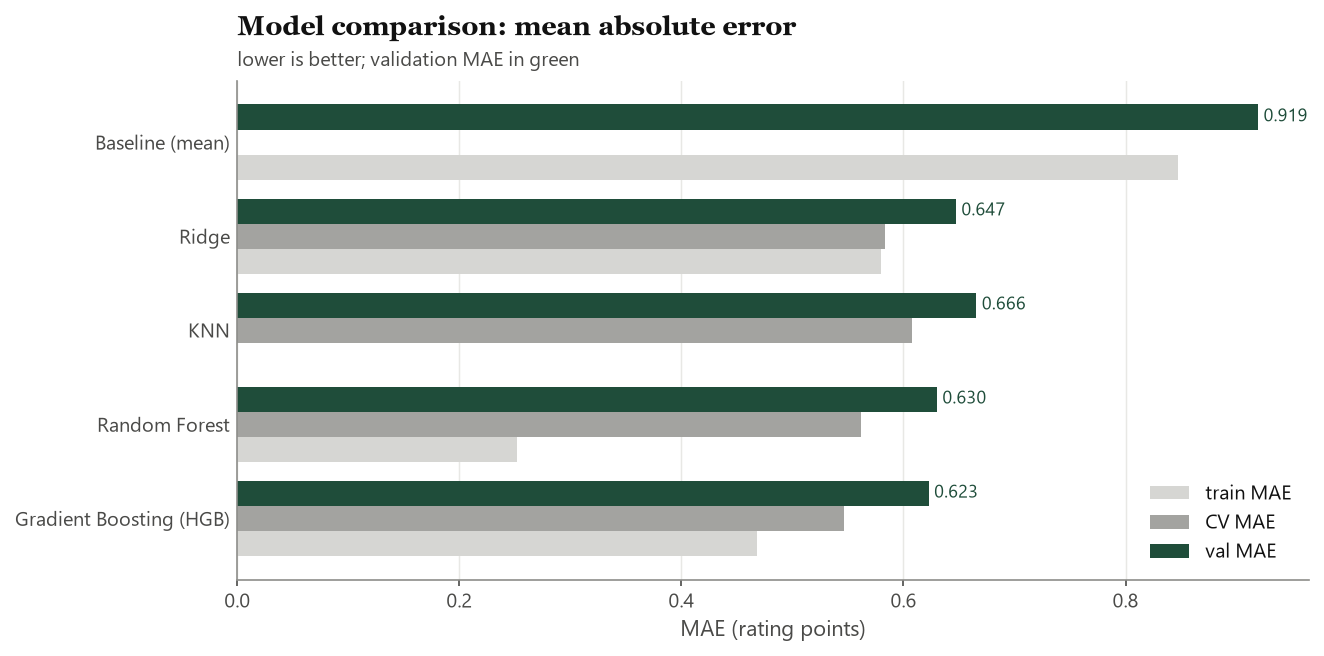 Model comparison: mean absolute error
lower is better; validation MAE in green
Baseline (mean)
0.919
Ridge
0.647
KNN
0.666
Random Forest
0.630
Gradient Boosting (HGB)
0.623
train MAE
CV MAE
val MAE
0.0 0.2 0.4 0.6 0.8
MAE (rating points)